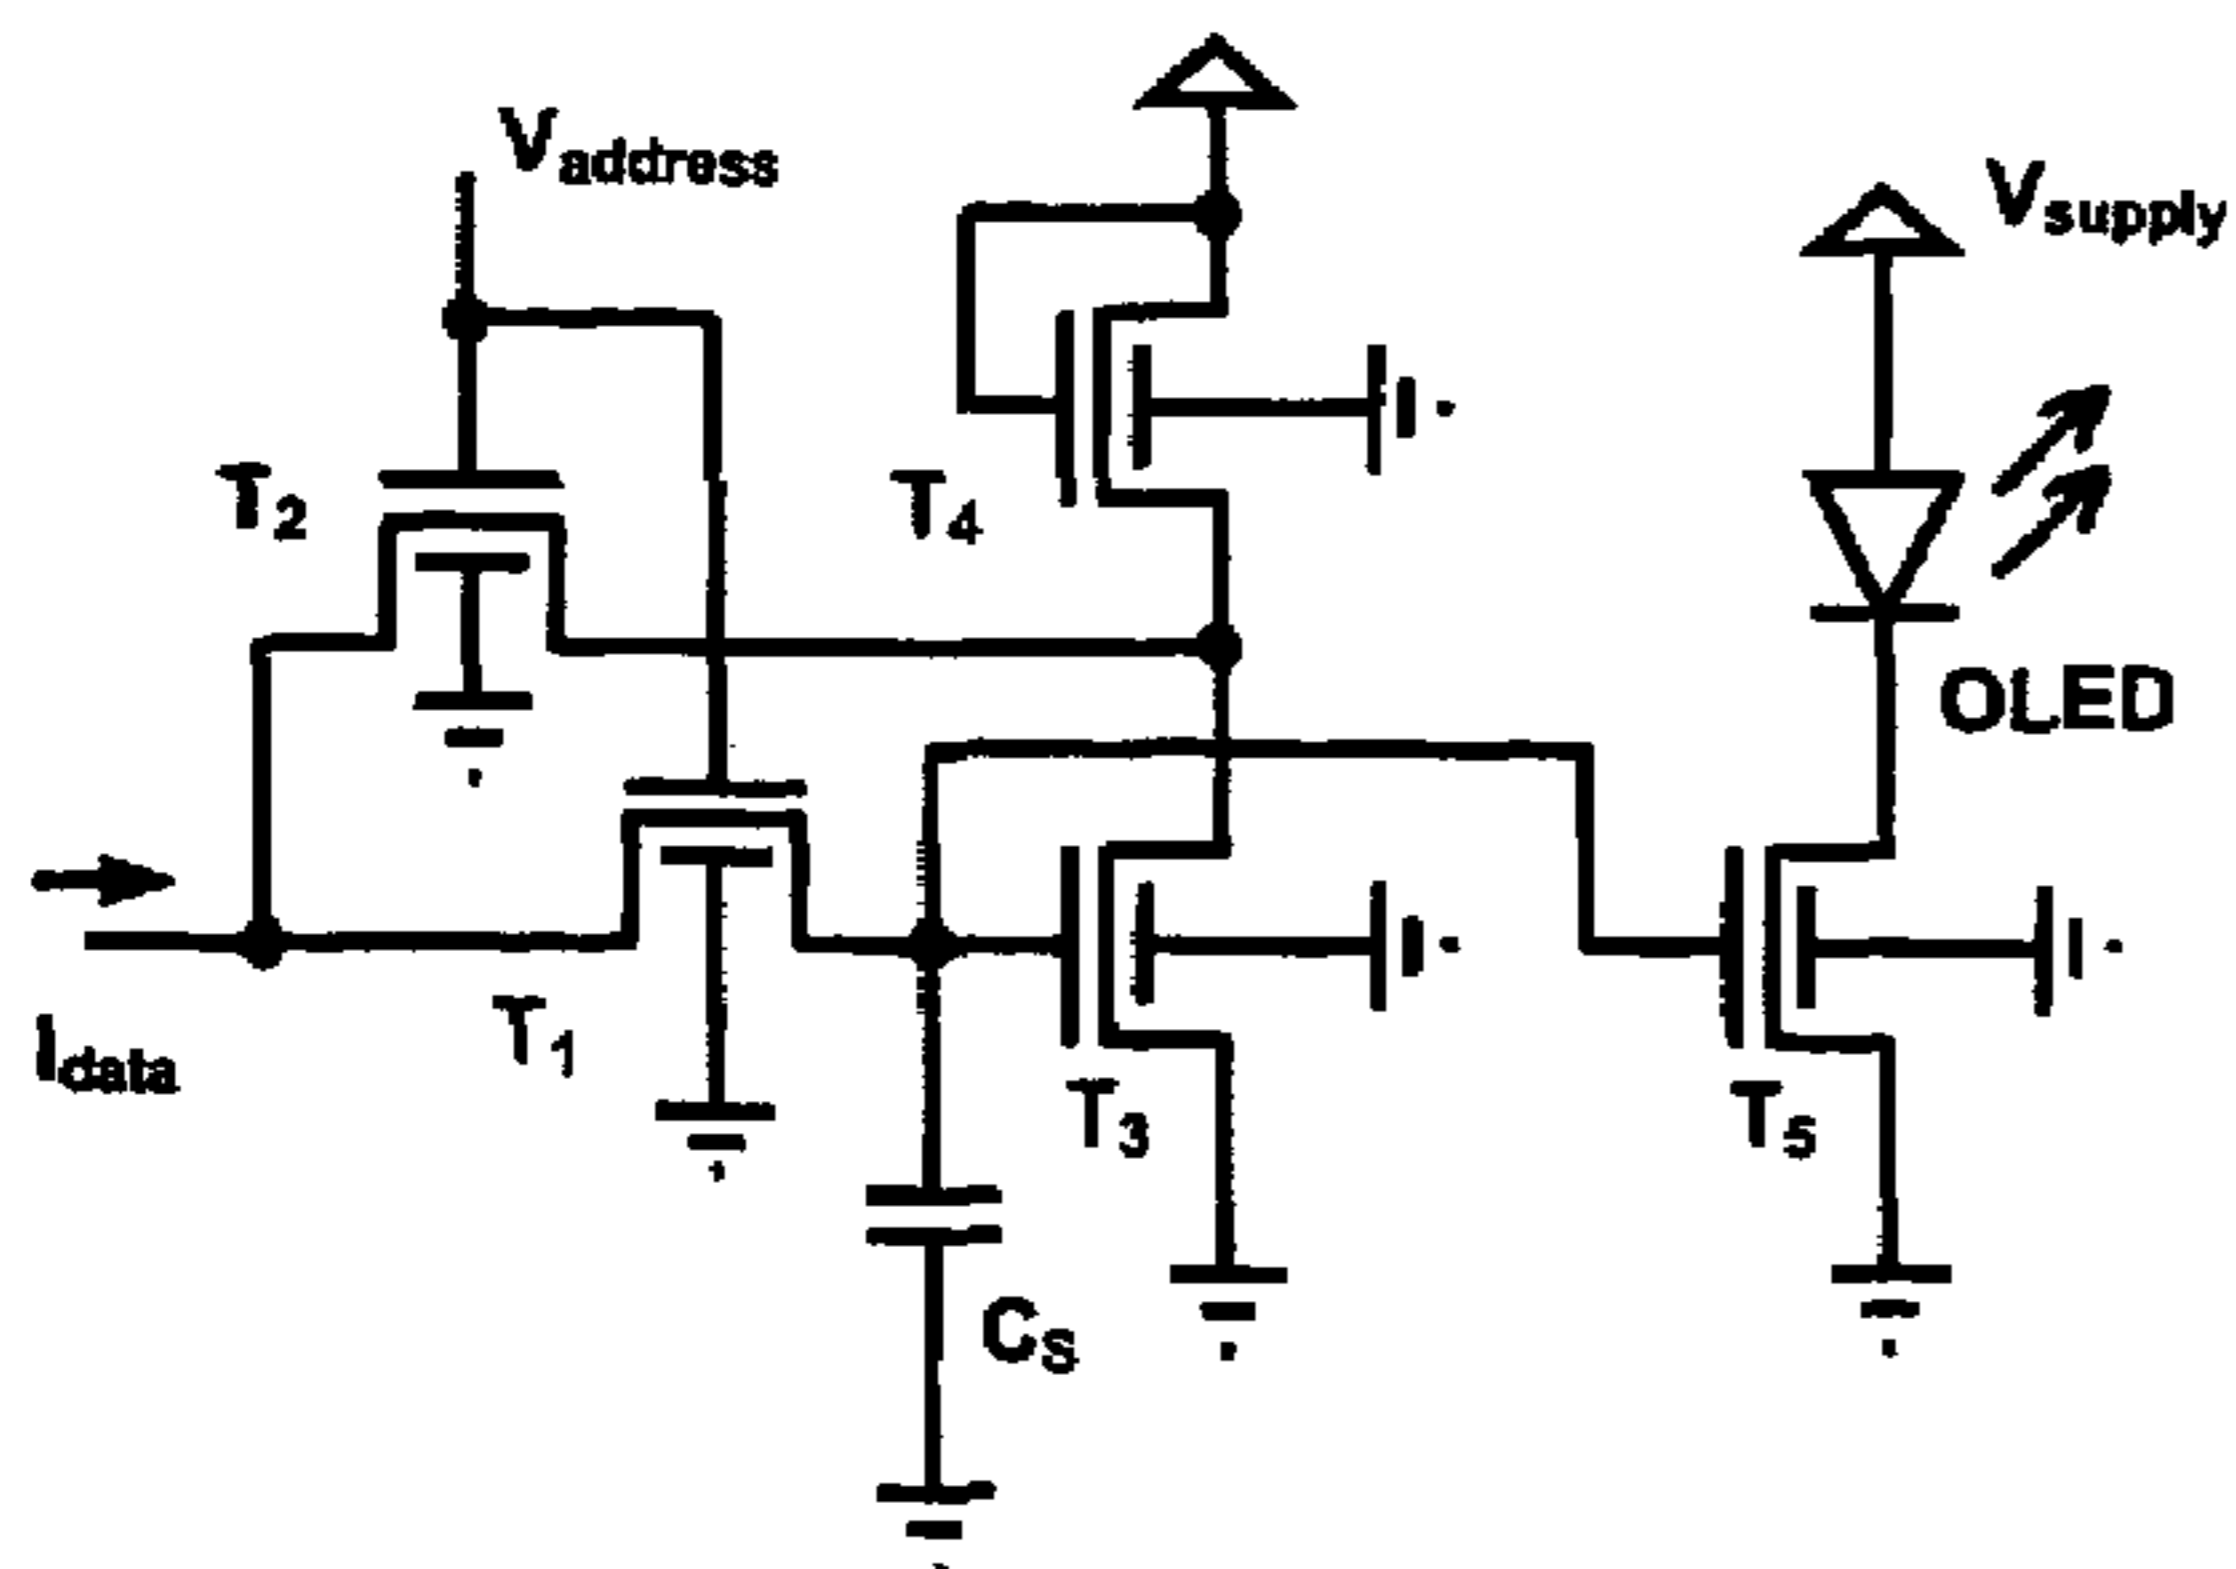 Vaddress
Vsupply
T2
T4
OLED
Idata
T1
T3
T5
CS